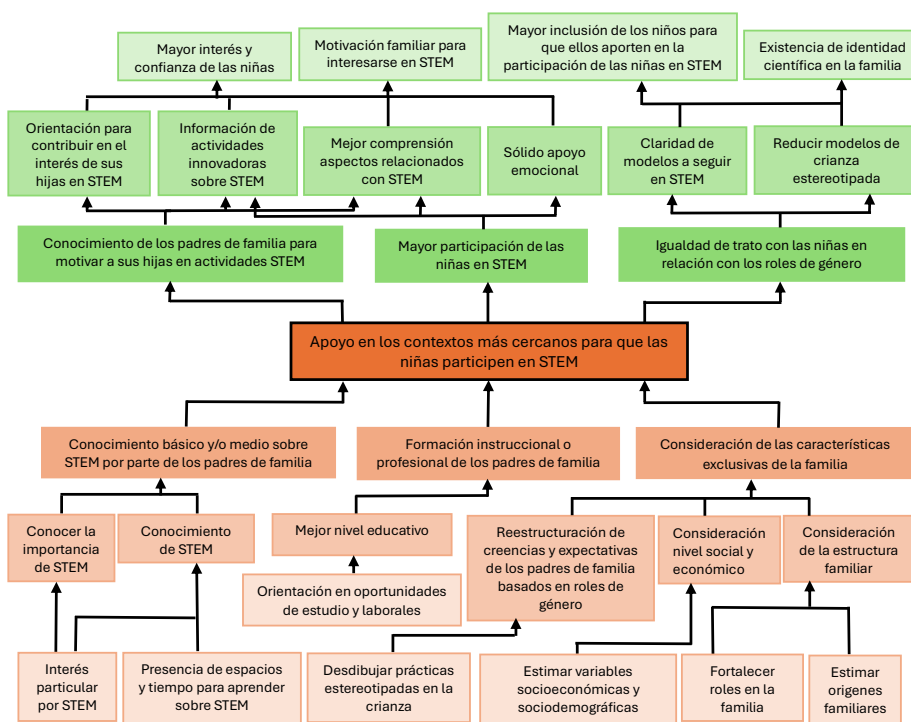 Mayor interés y
confianza de las niñas
Motivación familiar para
interesarse en STEM
Mayor inclusión de los niños para
que ellos aporten en la
participación de las niñas en STEM
Existencia de identidad
científica en la familia
Orientación para
contribuir en el
interés de sus
hijas en STEM
Información de
actividades
innovadoras
sobre STEM
Mejor comprensión
aspectos relacionados
con STEM
Sólido apoyo
emocional
Claridad de
modelos a seguir
en STEM
Reducir modelos de
crianza
estereotipada
Conocimiento de los padres de familia para
motivar a sus hijas en actividades STEM
Mayor participación de las
niñas en STEM
Igualdad de trato con las niñas en
relación con los roles de género
Apoyo en los contextos más cercanos para que las
niñas participen en STEM
Conocimiento básico y/o medio sobre
STEM por parte de los padres de familia
Formación instruccional o
profesional de los padres de familia
Consideración de las características
exclusivas de la familia
Conocer la
importancia
de STEM
Conocimiento
de STEM
Mejor nivel educativo
Reestructuración de
creencias y expectativas
de los padres de familia
basados en roles de
género
Consideración
nivel social y
económico
Consideración
de la estructura
familiar
Orientación en oportunidades
de estudio y laborales
Interés
particular
por STEM
Presencia de espacios
y tiempo para aprender
sobre STEM
Desdibujar prácticas
estereotipadas en la
crianza
Estimar variables
socioeconómicas y
sociodemográficas
Fortalecer
roles en la
familia
Estimar
origenes
familiares